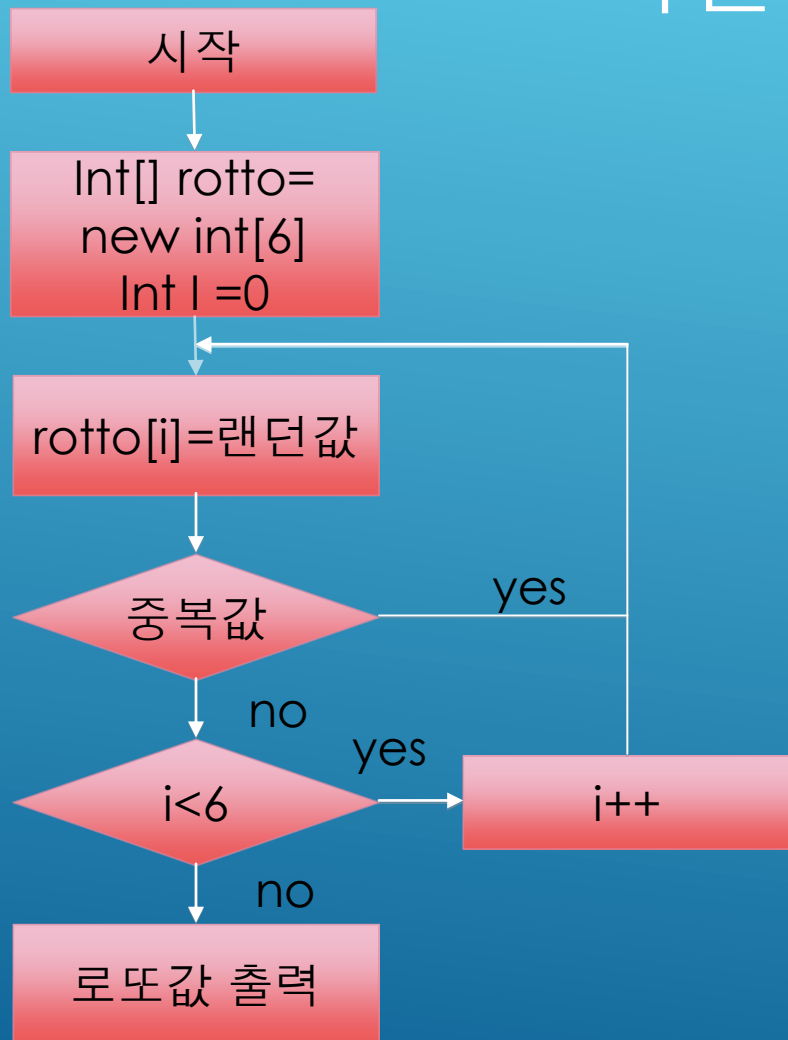 시작
Int[] rotto=
new int[6]
Int I =0
rotto[i]=랜던값
중복값
yes
no
i<6
yes
i++
no
로또값 출력